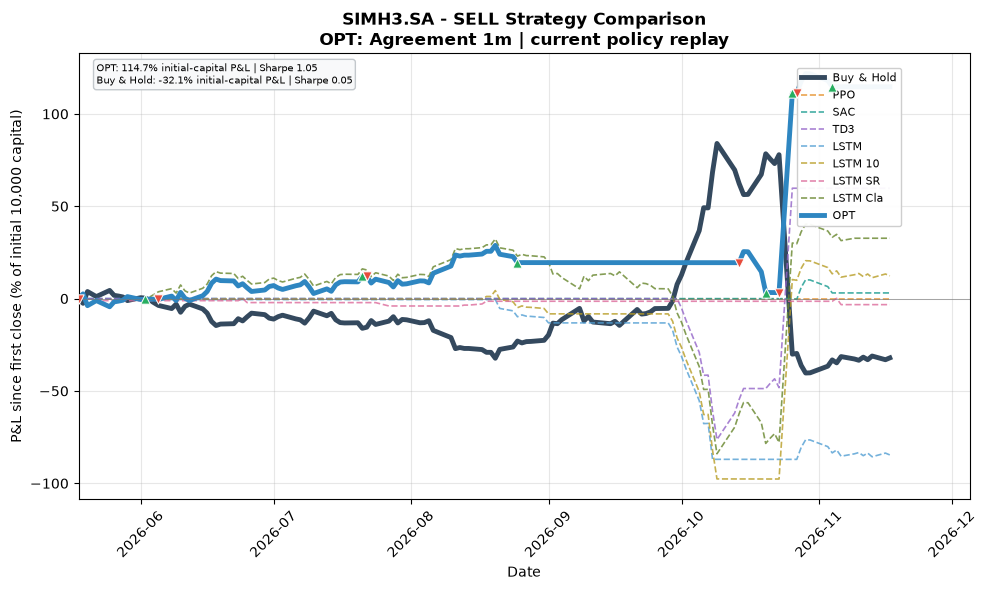 SIMH3.SA - SELL Strategy Comparison
OPT: Agreement 1m | current policy replay
OPT: 114.7% initial-capital P&L | Sharpe 1.05
Buy & Hold: -32.1% initial-capital P&L | Sharpe 0.05
Buy & Hold
PPO
SAC
TD3
LSTM
LSTM 10
LSTM SR
LSTM Cla
OPT
P&L since first close (% of initial 10,000 capital)
100
50
0
−50
−100
2026-06
2026-07
2026-08
2026-09
2026-10
2026-11
2026-12
Date